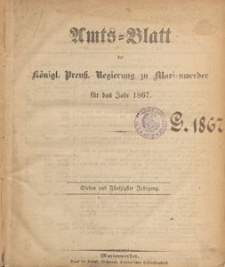 Amts-Blatt
der
Königl. Preuß. Regierung zu Marienwerder
für das Jahr 1867.
G. 1867
Sieben und Fünfzigster Jahrgang.
Marienwerder.